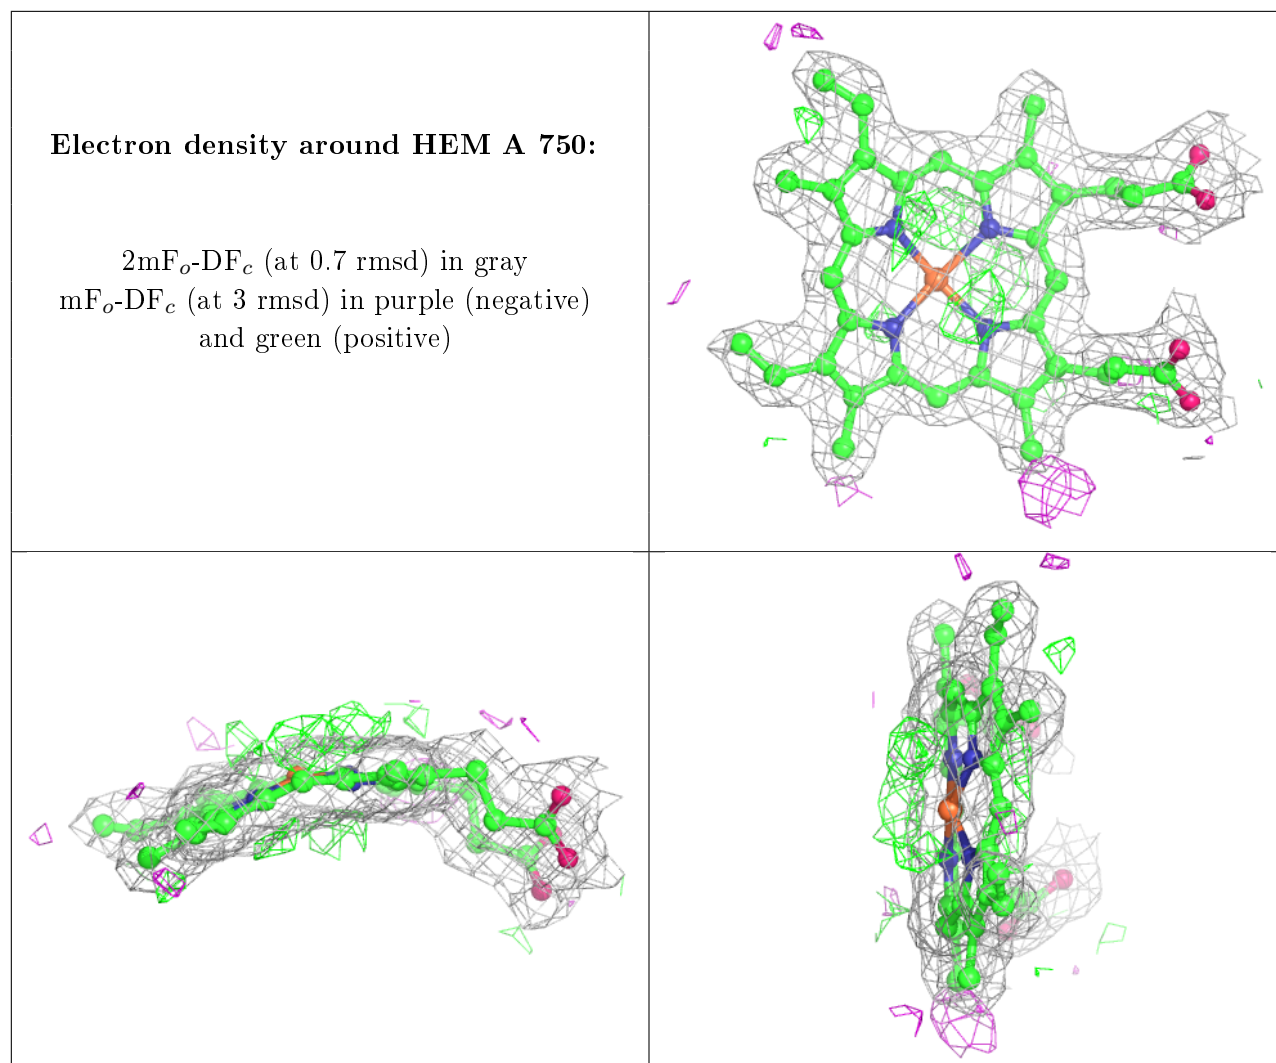 Electron density around HEM A 750:
2mFo-DFc (at 0.7 rmsd) in gray
mFo-DFc (at 3 rmsd) in purple (negative)
and green (positive)